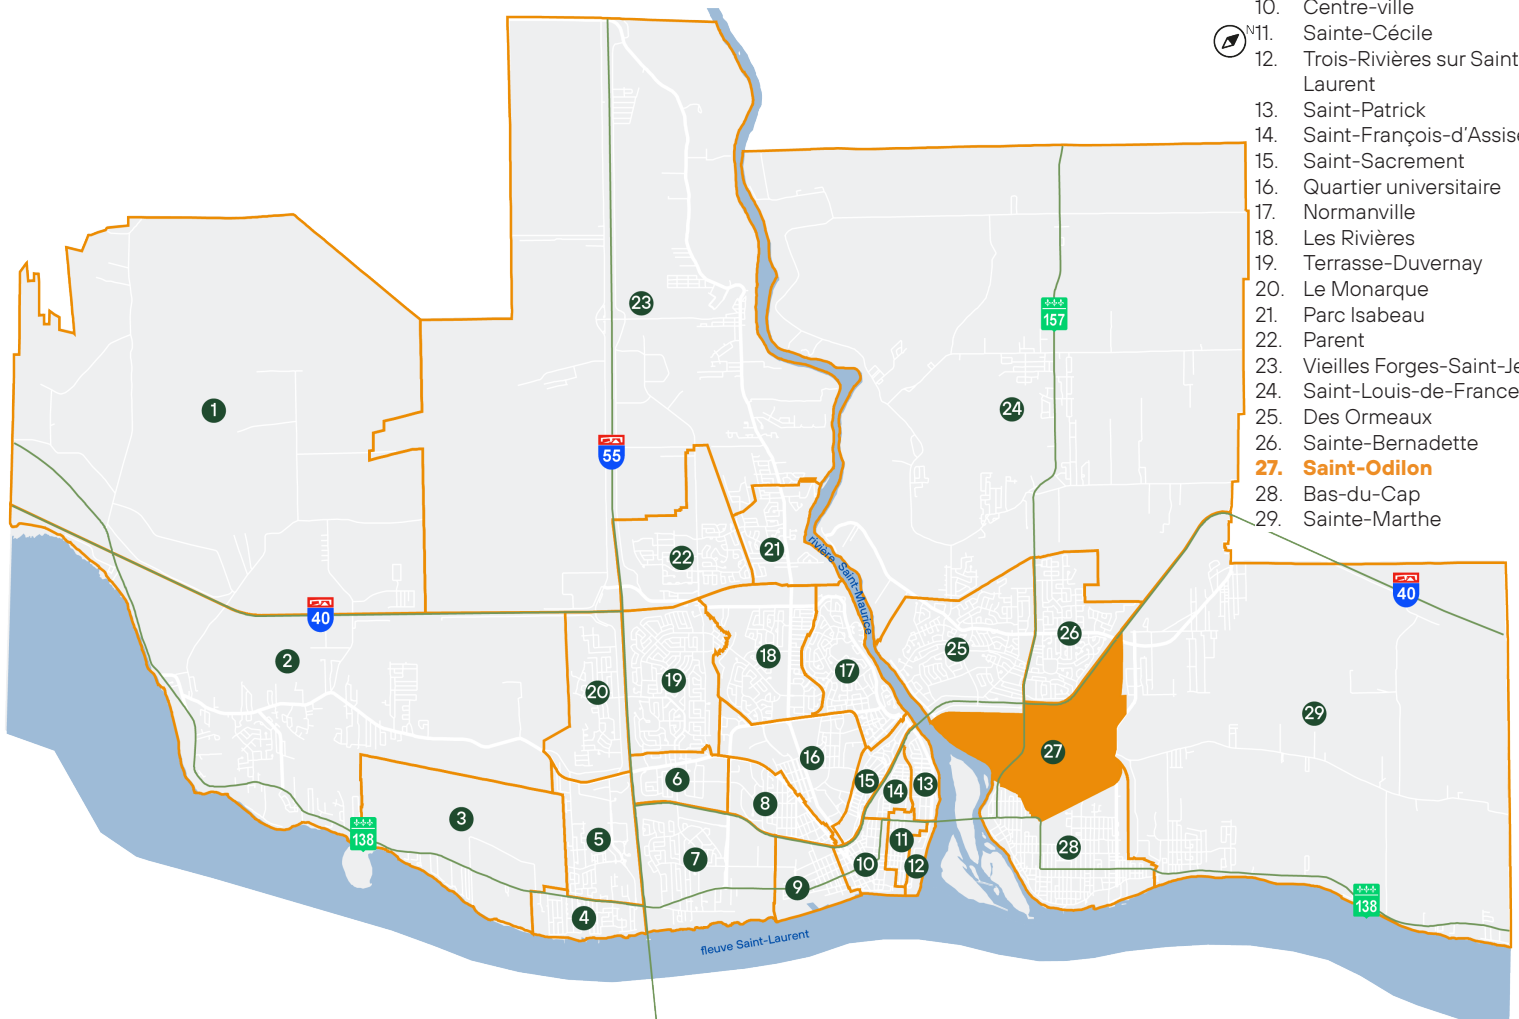 10. Centre-ville
N
11. Sainte-Cécile
12. Trois-Rivières sur Saint-
Laurent
13. Saint-Patrick
14. Saint-François-d'Assise
15. Saint-Sacrement
16. Quartier universitaire
17. Normanville
18. Les Rivières
19. Terrasse-Duvernay
20. Le Monarque
21. Parc Isabeau
22. Parent
23. Vieilles Forges-Saint-Je
24. Saint-Louis-de-France
25. Des Ormeaux
26. Sainte-Bernadette
27. Saint-Odilon
28. Bas-du-Cap
29. Sainte-Marthe
23
157
1
24
55
22
21
rivière Saint-Maurice
40
40
2
26
25
18
17
19
20
29
27
16
6
15
14
13
8
3
138
5
11
28
7
10
12
9
138
4
fleuve Saint-Laurent